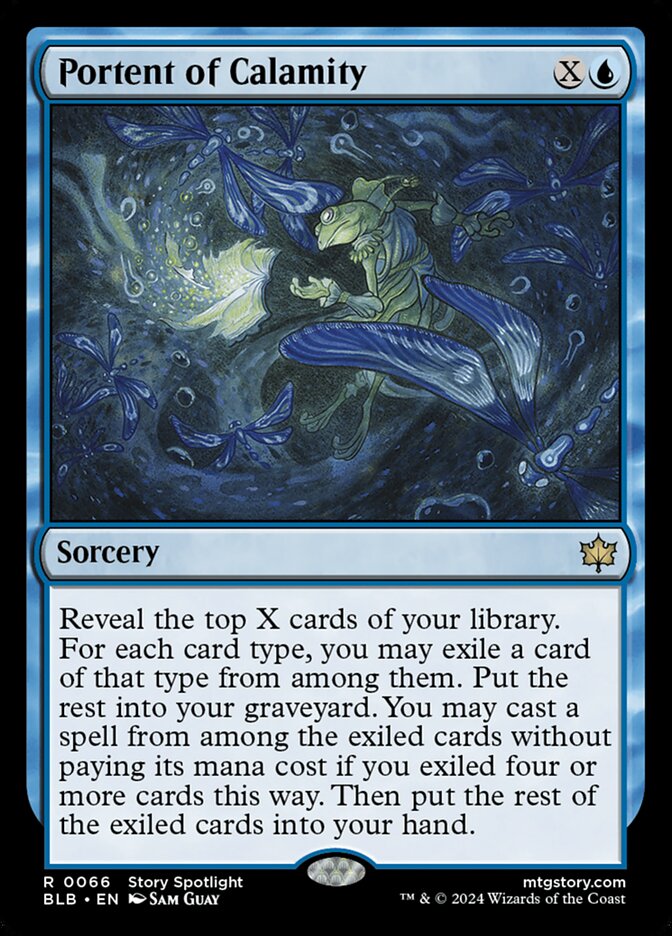 Portent of Calamity X
Sorcery
Reveal the top X cards of your library.
For each card type, you may exile a card
of that type from among them. Put the
rest into your graveyard. You may cast a
spell from among the exiled cards without
paying its mana cost if you exiled four or
more cards this way. Then put the rest of
the exiled cards into your hand.
R 0066 Story Spotlight mtgstory.com
BLB • EN Sam Guay ™ & © 2024 Wizards of the Coast